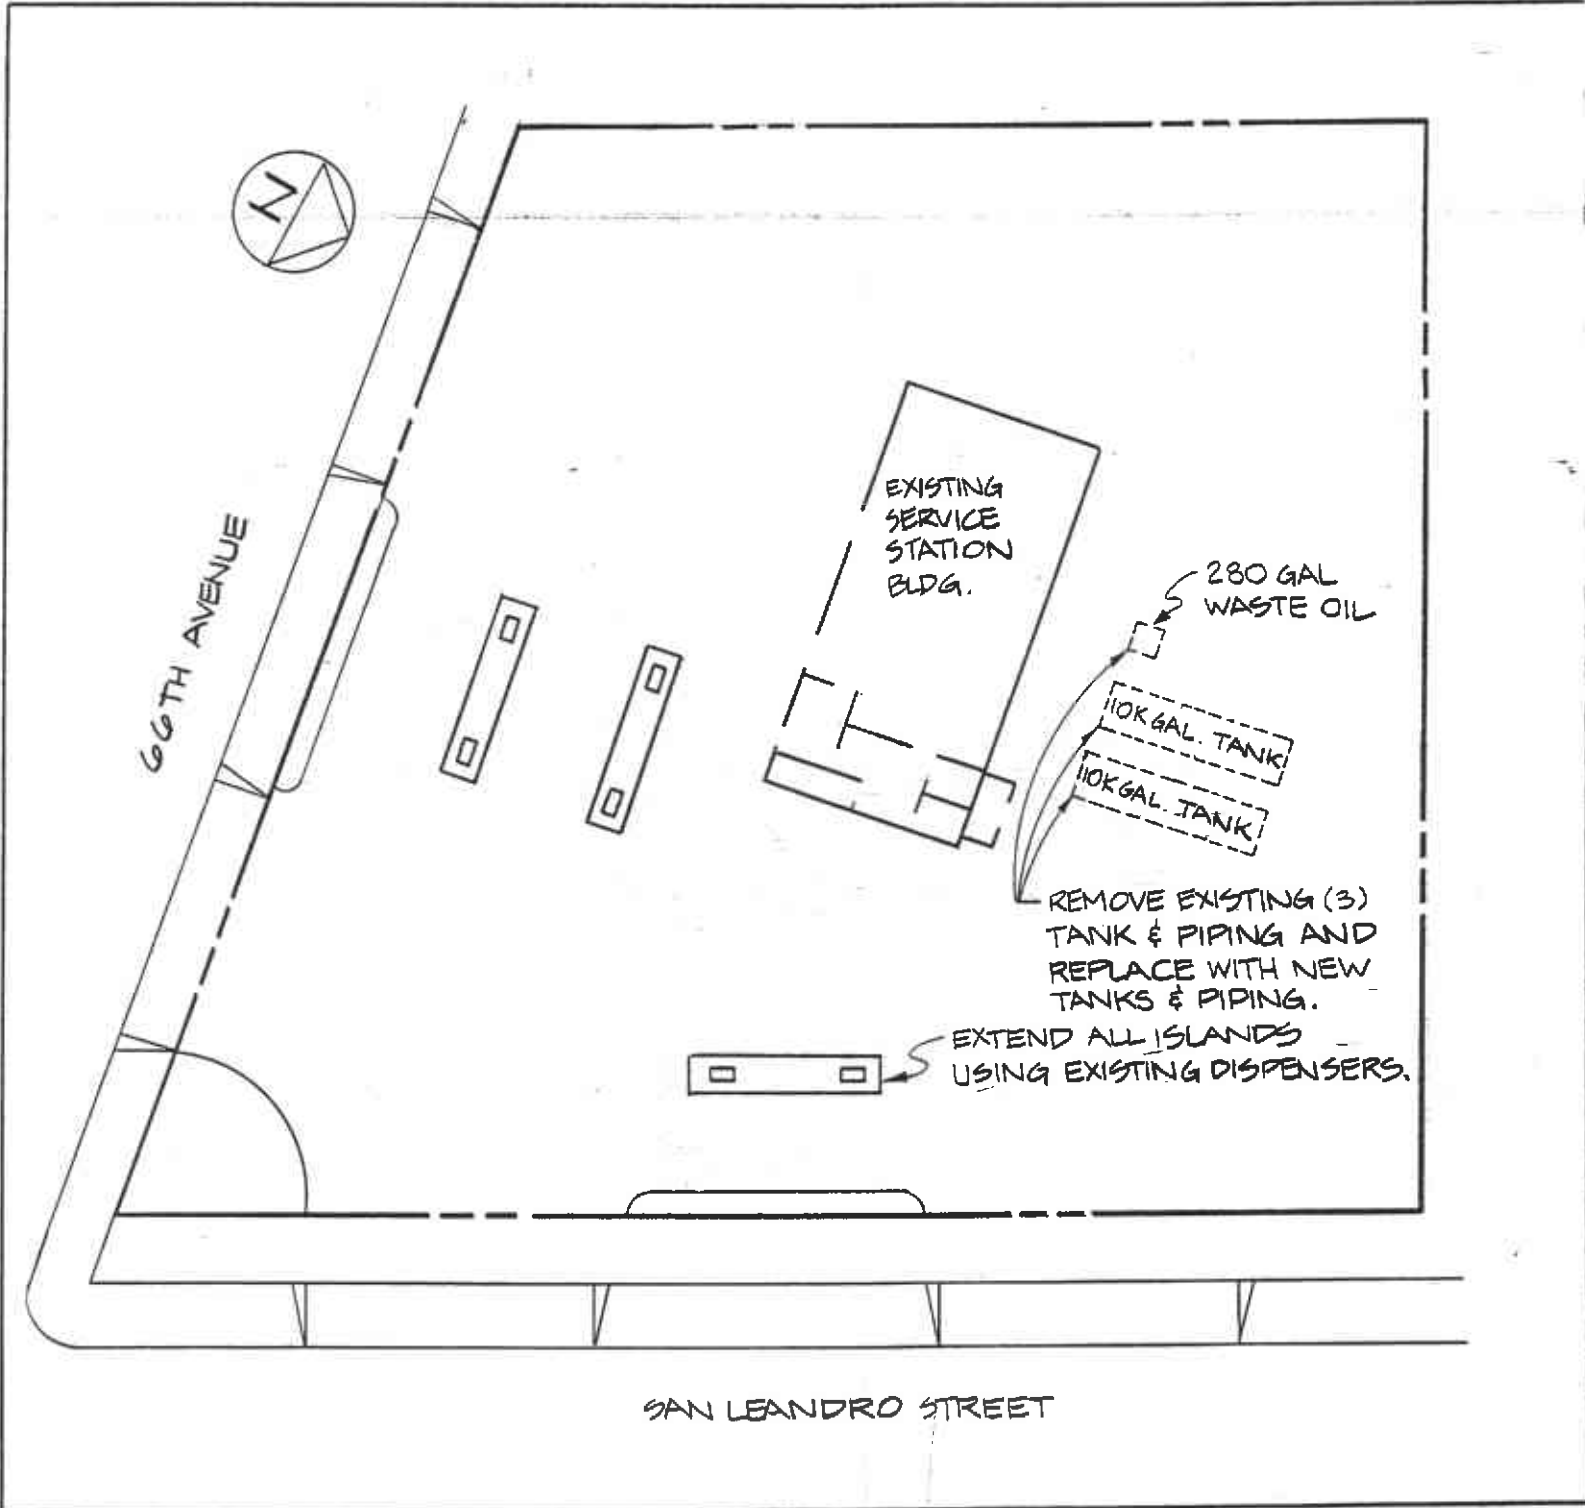 N
66TH AVENUE
EXISTING
SERVICE
STATION
BLDG.
280 GAL
WASTE OIL
10K GAL. TANK
10K GAL. TANK
REMOVE EXISTING (3)
TANK & PIPING AND
REPLACE WITH NEW
TANKS & PIPING.
EXTEND ALL ISLANDS
USING EXISTING DISPENSERS.
SAN LEANDRO STREET